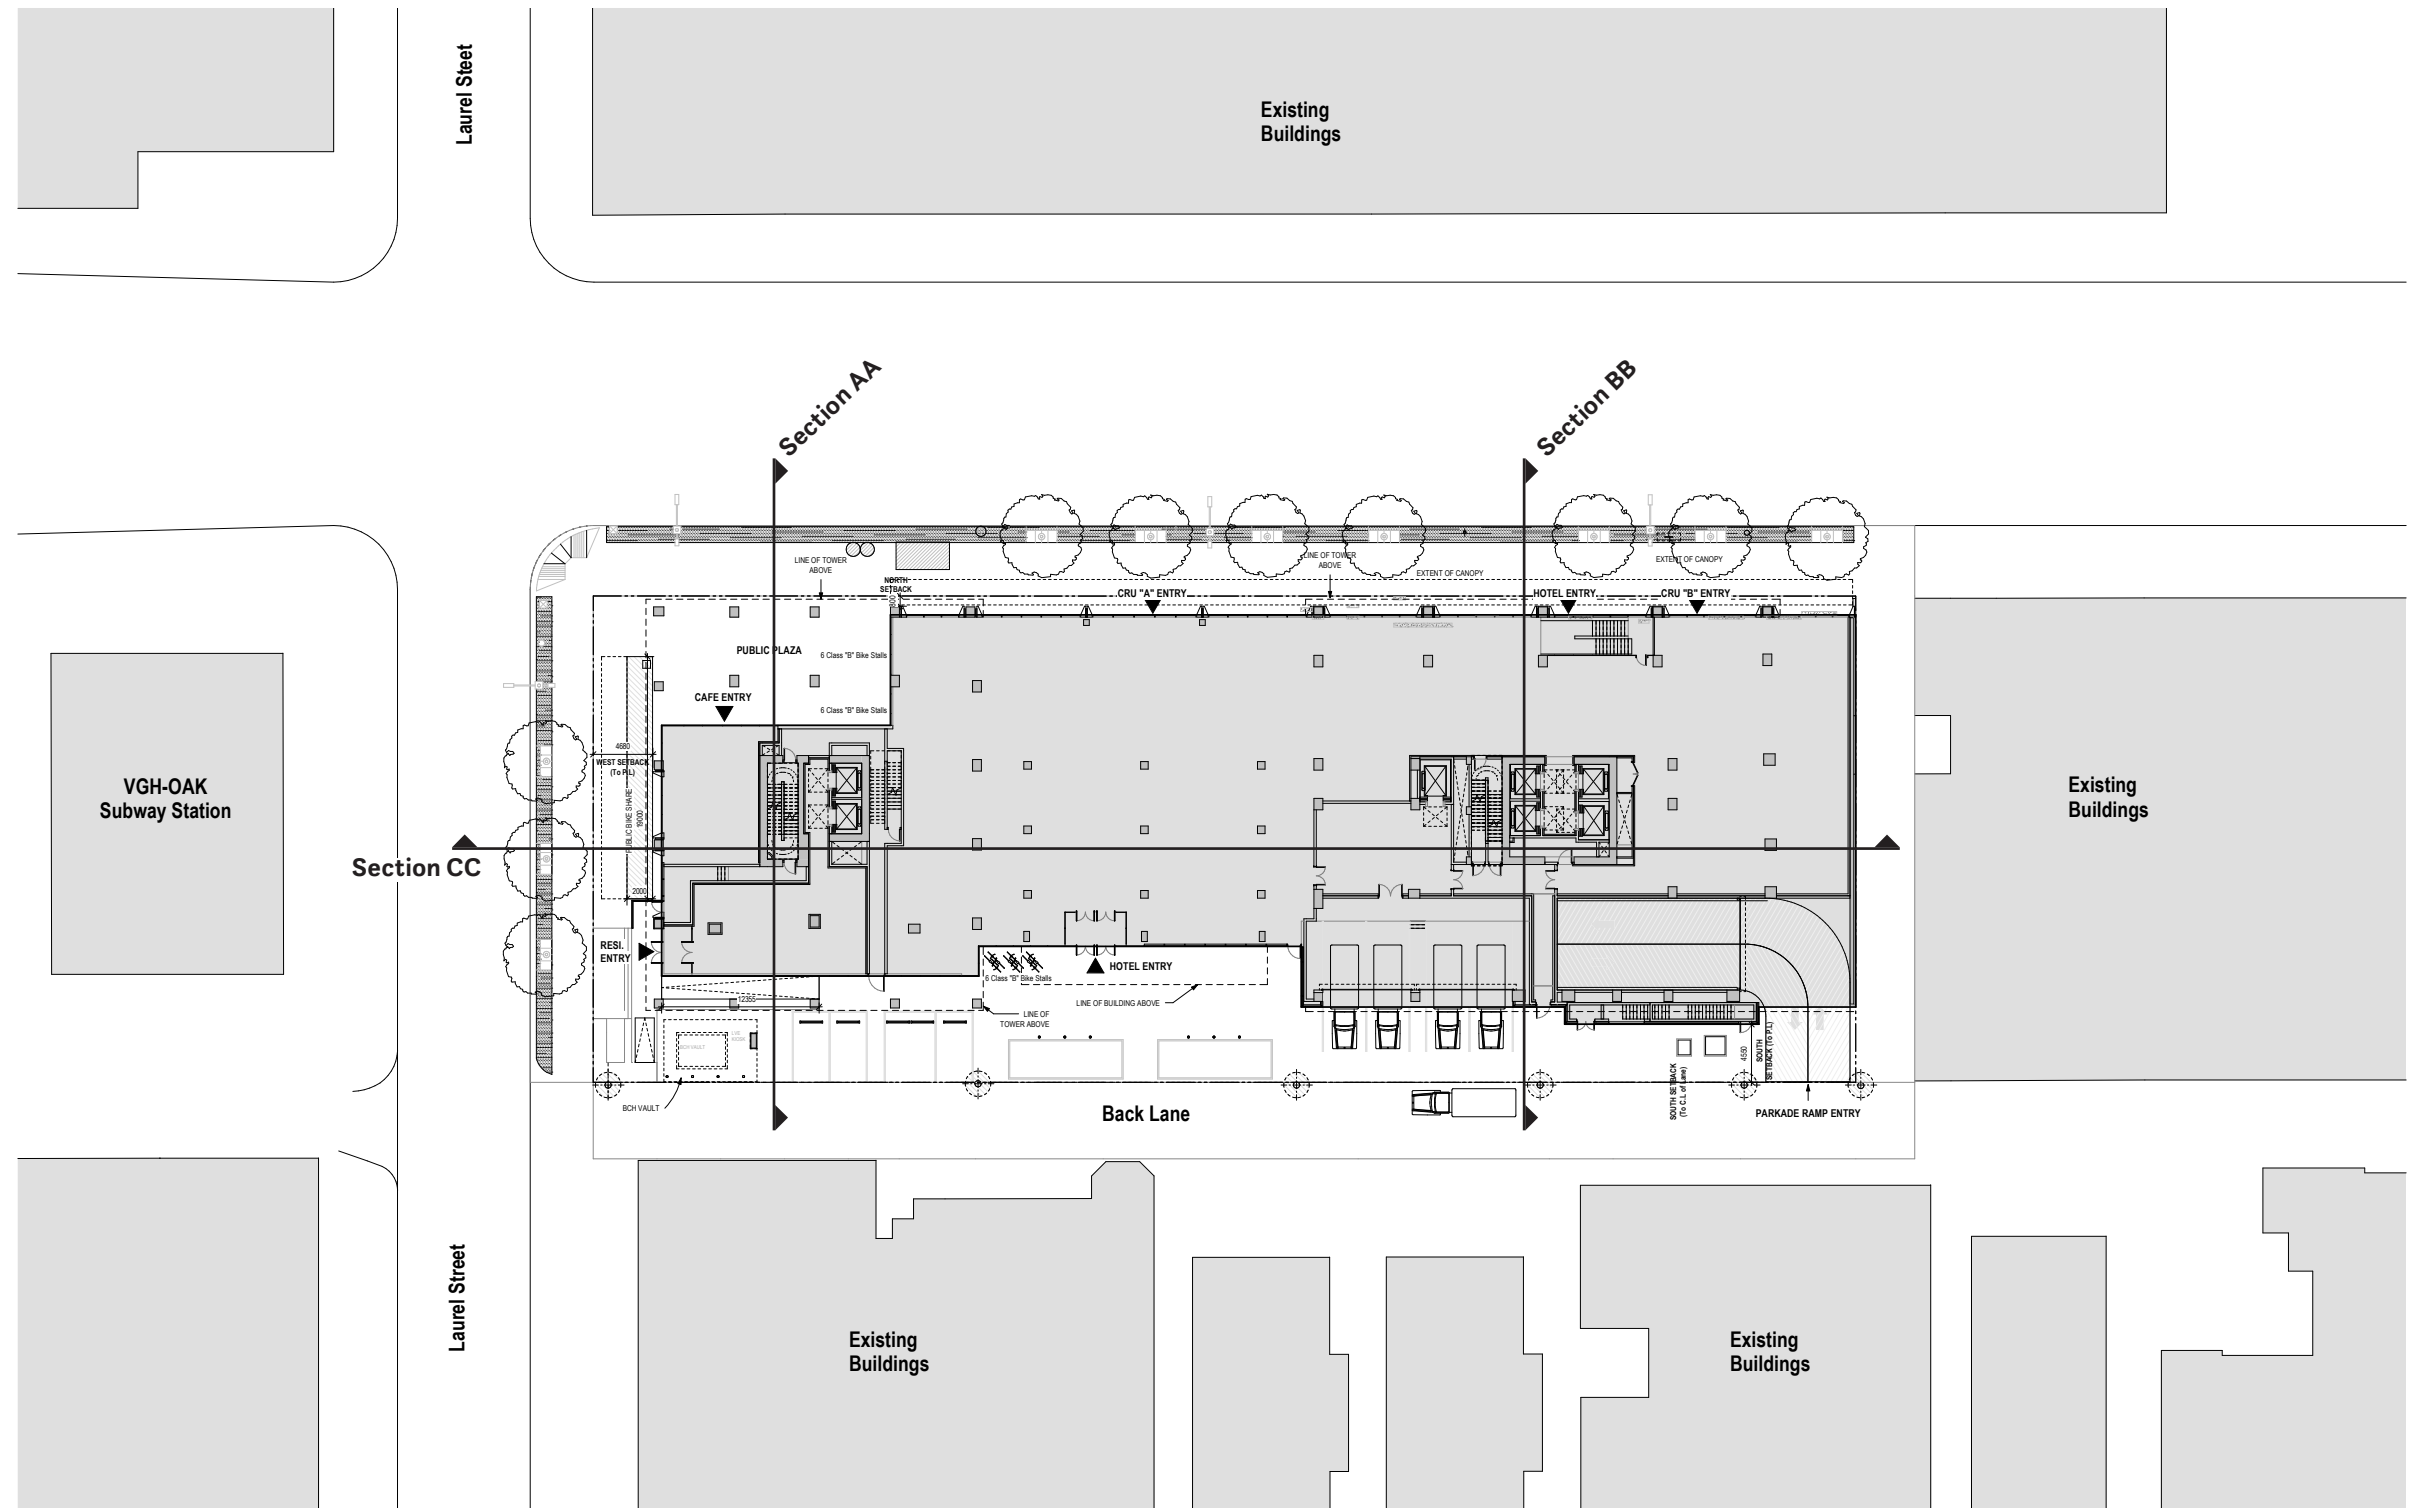 Laurel Steet
Existing
Buildings
Section AA
Section BB
LINE OF TOWER
ABOVE
LINE OF TOWER
ABOVE
EXTENT OF CANOPY
EXTENT OF CANOPY
NORTH
SETBACK
CRU "A" ENTRY
HOTEL ENTRY
CRU "B" ENTRY
PUBLIC PLAZA
6 Class "B" Bike Stalls
CAFE ENTRY
6 Class "B" Bike Stalls
4680
WEST SETBACK
(To P.L)
PUBLIC BIKE SHARE
19000
2000
VGH-OAK
Subway Station
Existing
Buildings
Section CC
RESI.
ENTRY
HOTEL ENTRY
6 Class "B" Bike Stalls
LINE OF BUILDING ABOVE
12355
LINE OF
TOWER ABOVE
BCH VAULT
BCH VAULT
4550
SOUTH
SETBACK (To P.L)
SOUTH SETBACK
(To C.L of Lane)
Back Lane
PARKADE RAMP ENTRY
Laurel Street
Existing
Buildings
Existing
Buildings